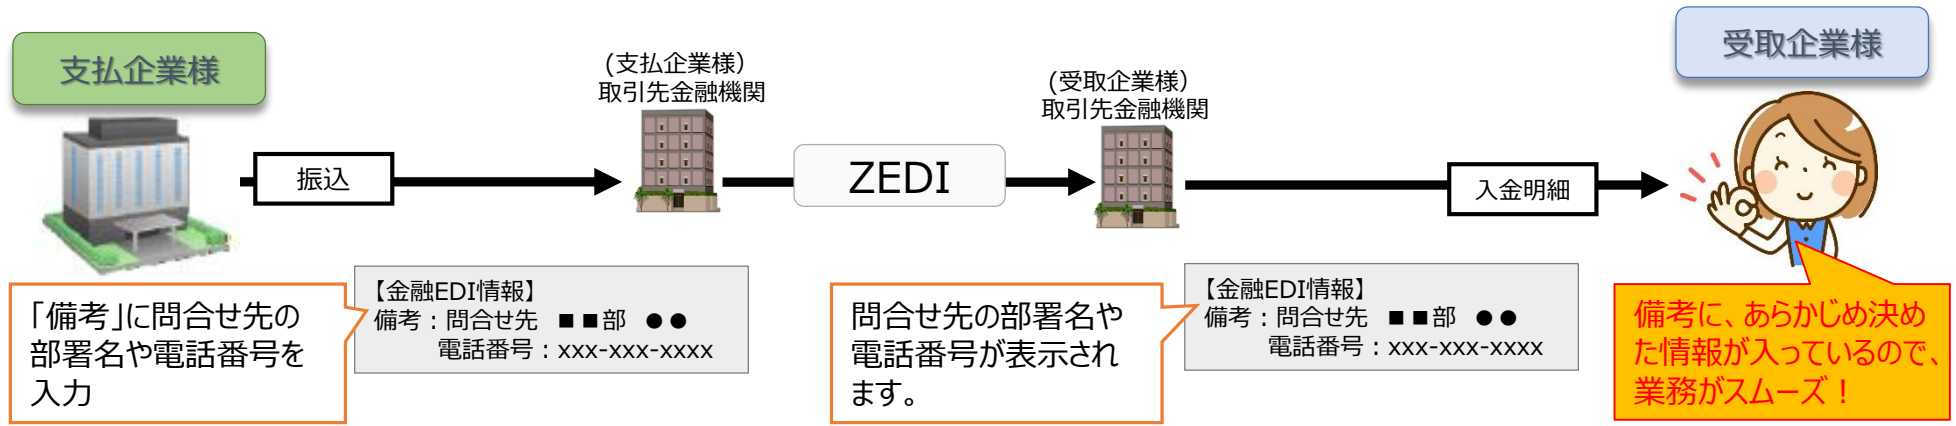 支払企業様
振込
(支払企業様)
取引先金融機関
ZEDI
(受取企業様)
取引先金融機関
入金明細
受取企業様
「備考」に問合せ先の
部署名や電話番号を
入力
【金融EDI情報】
備考：問合せ先　■■部　●●
電話番号：xxx-xxx-xxxx
問合せ先の部署名や
電話番号が表示され
ます。
【金融EDI情報】
備考：問合せ先　■■部　●●
電話番号：xxx-xxx-xxxx
備考に、あらかじめ決め
た情報が入っているので、
業務がスムーズ！